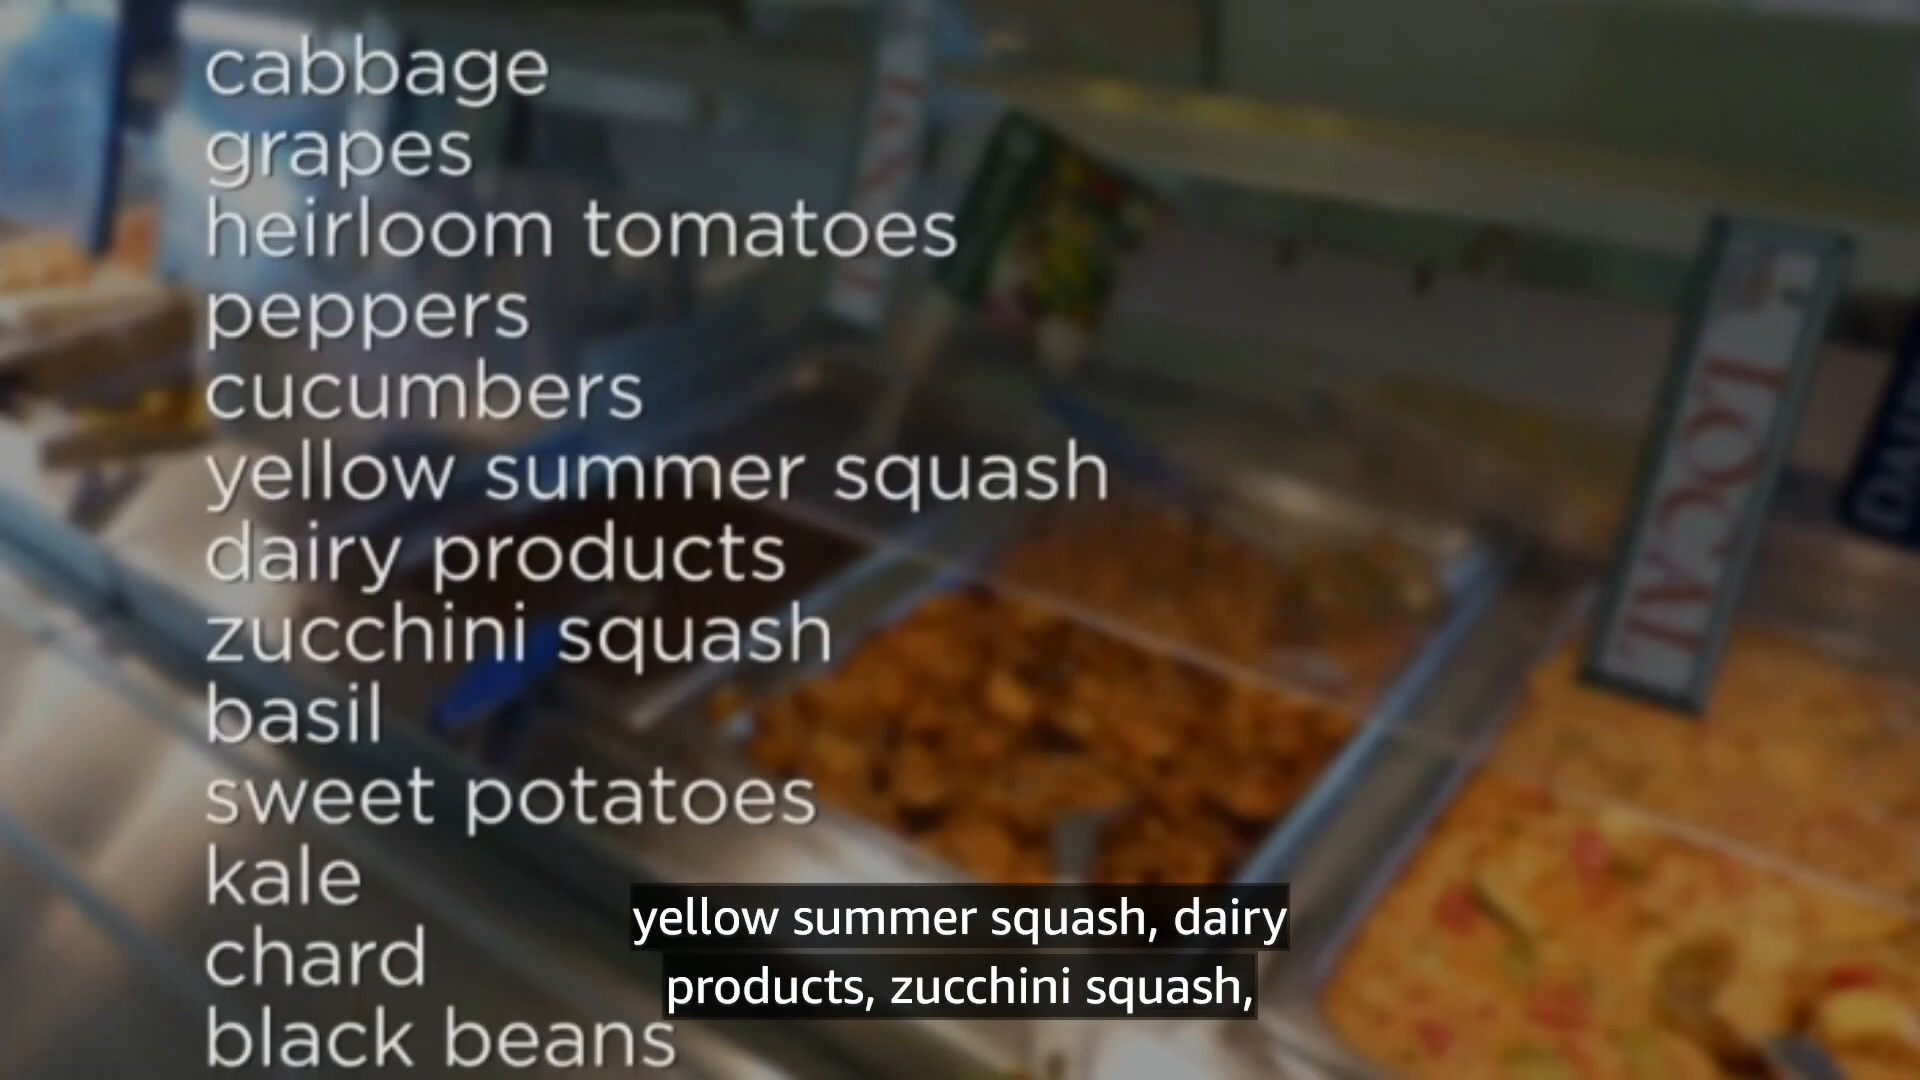 cabbage
grapes
heirloom tomatoes
peppers
cucumbers
yellow summer squash
dairy products
zucchini squash
basil
sweet potatoes
kale
chard
black beans
yellow summer squash, dairy
products, zucchini squash,
LOCAL